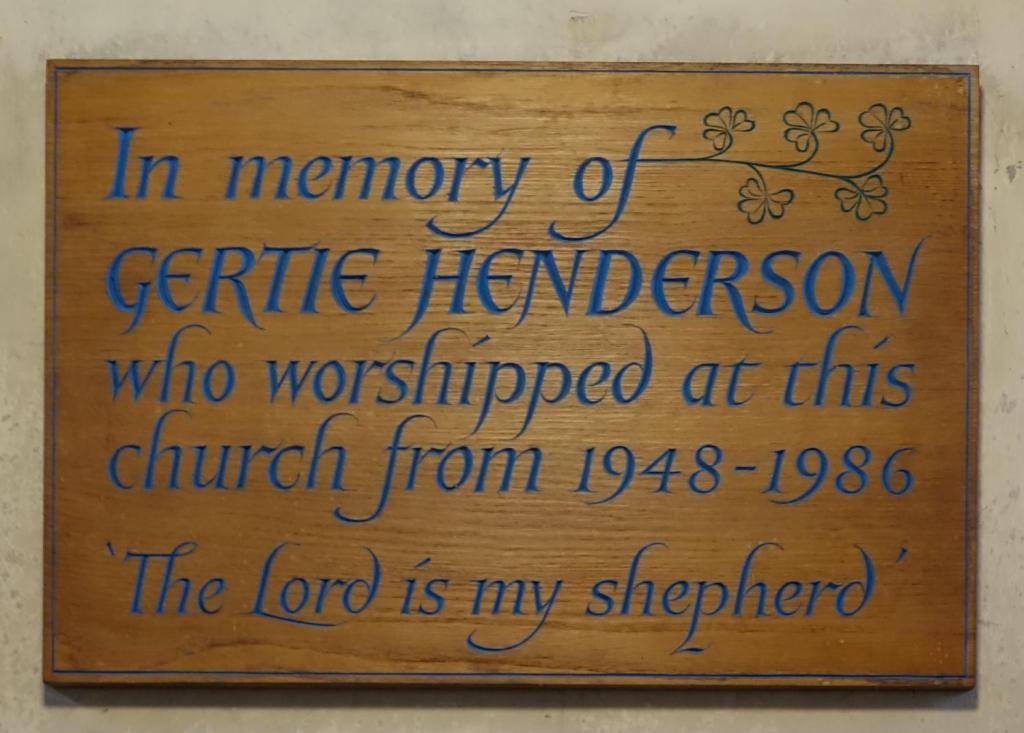 In memory of
GERTIE HENDERSON
who worshipped at this
church from 1948-1986
'The Lord is my shepherd'